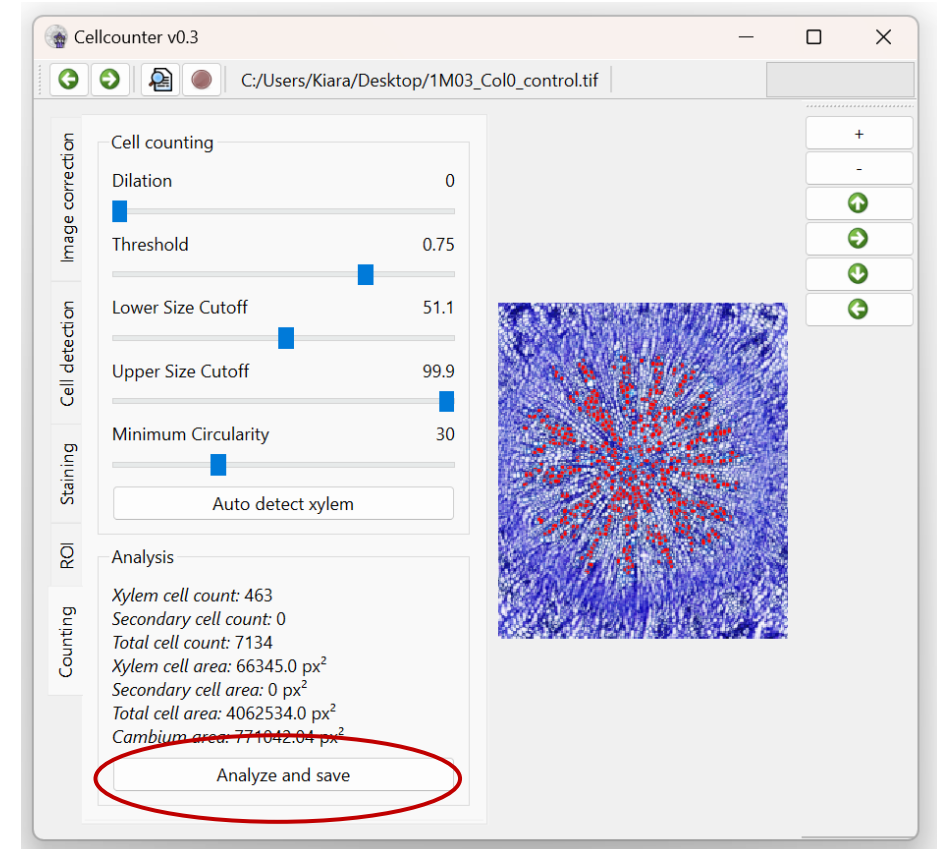 Cellcounter v0.3
C:/Users/Kiara/Desktop/1M03_Col0_control.tif
Image correction
Cell detection
Staining
ROI
Counting
Cell counting
Dilation 0
Threshold 0.75
Lower Size Cutoff 51.1
Upper Size Cutoff 99.9
Minimum Circularity 30
Auto detect xylem
Analysis
Xylem cell count: 463
Secondary cell count: 0
Total cell count: 7134
Xylem cell area: 66345.0 px²
Secondary cell area: 0 px²
Total cell area: 4062534.0 px²
Cambium area: 771042.04 px²
Analyze and save
+
-